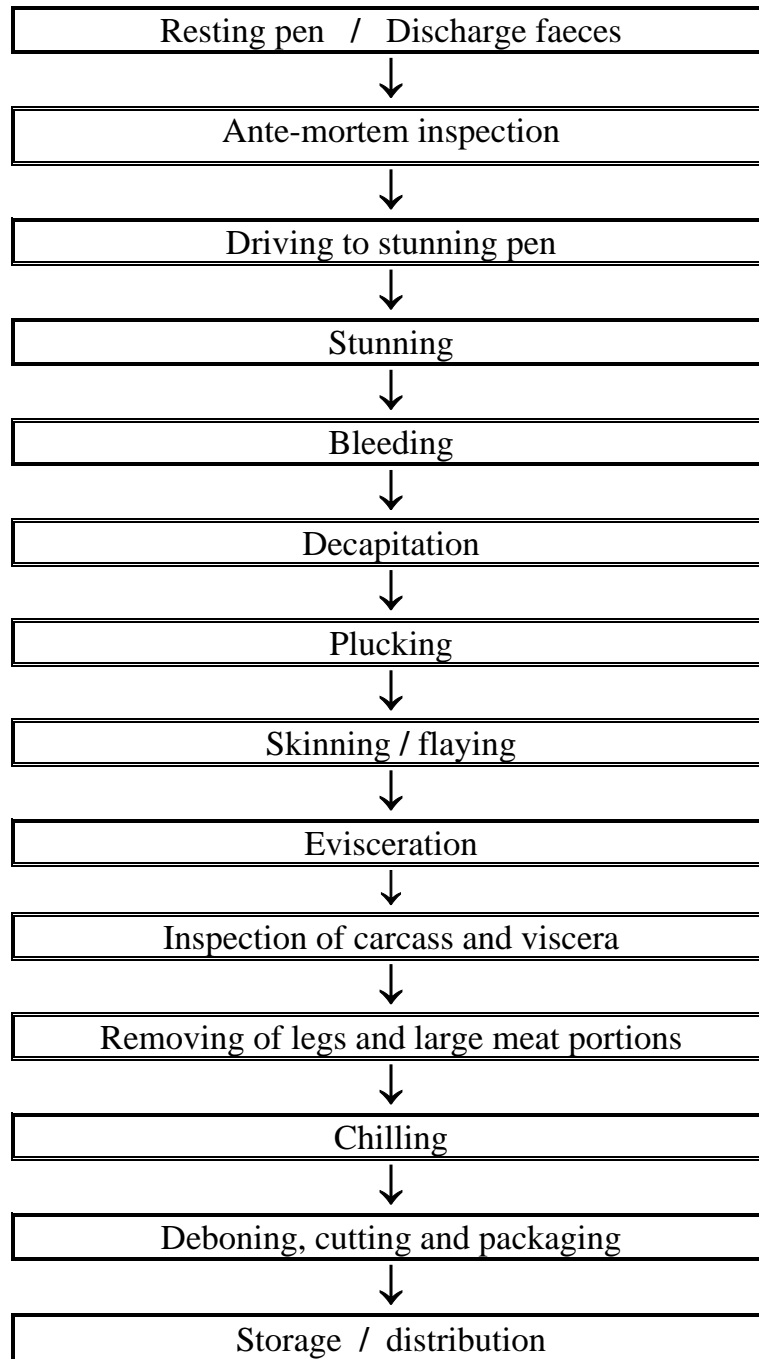 Resting pen / Discharge faeces
Ante-mortem inspection
Driving to stunning pen
Stunning
Bleeding
Decapitation
Plucking
Skinning / flaying
Evisceration
Inspection of carcass and viscera
Removing of legs and large meat portions
Chilling
Deboning, cutting and packaging
Storage / distribution